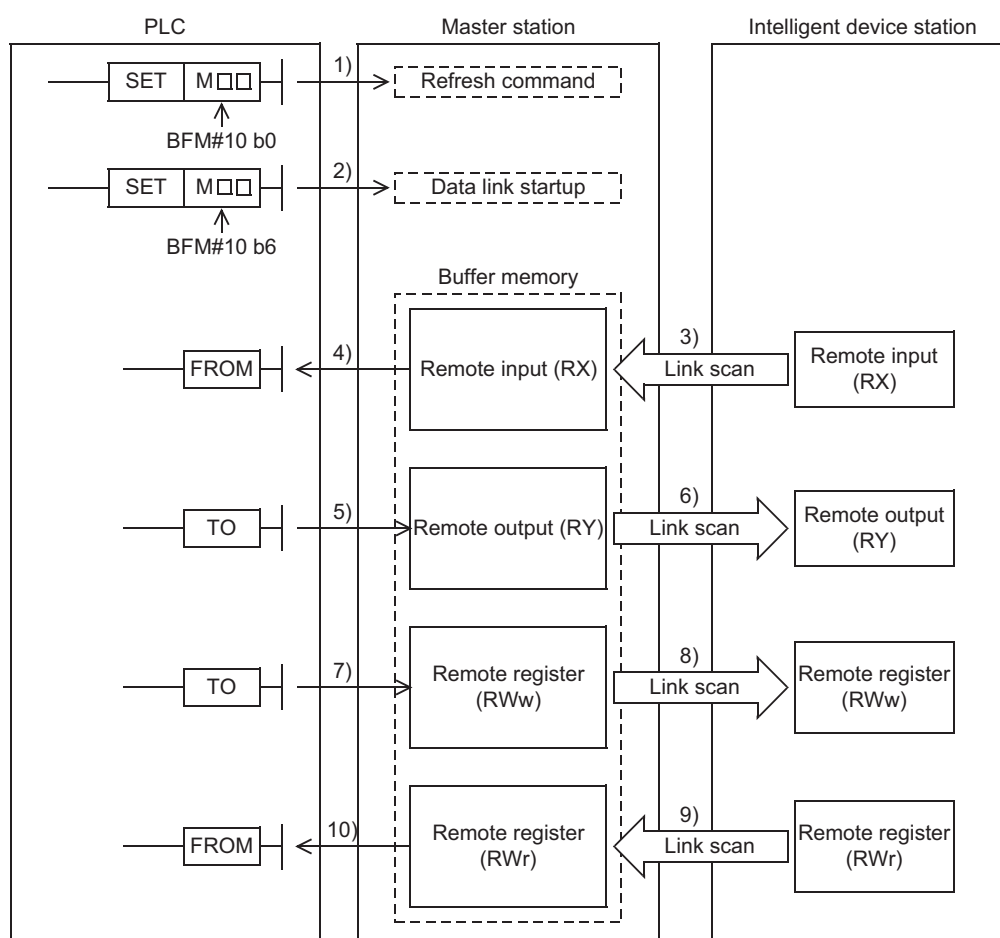 PLC
Master station
Intelligent device station
SET M□□
1)
Refresh command
BFM#10 b0
SET M□□
2)
Data link startup
BFM#10 b6
Buffer memory
FROM
4)
Remote input (RX)
3)
Link scan
Remote input
(RX)
TO
5)
Remote output (RY)
6)
Link scan
Remote output
(RY)
TO
7)
Remote register
(RWw)
8)
Link scan
Remote register
(RWw)
FROM
10)
Remote register
(RWr)
9)
Link scan
Remote register
(RWr)